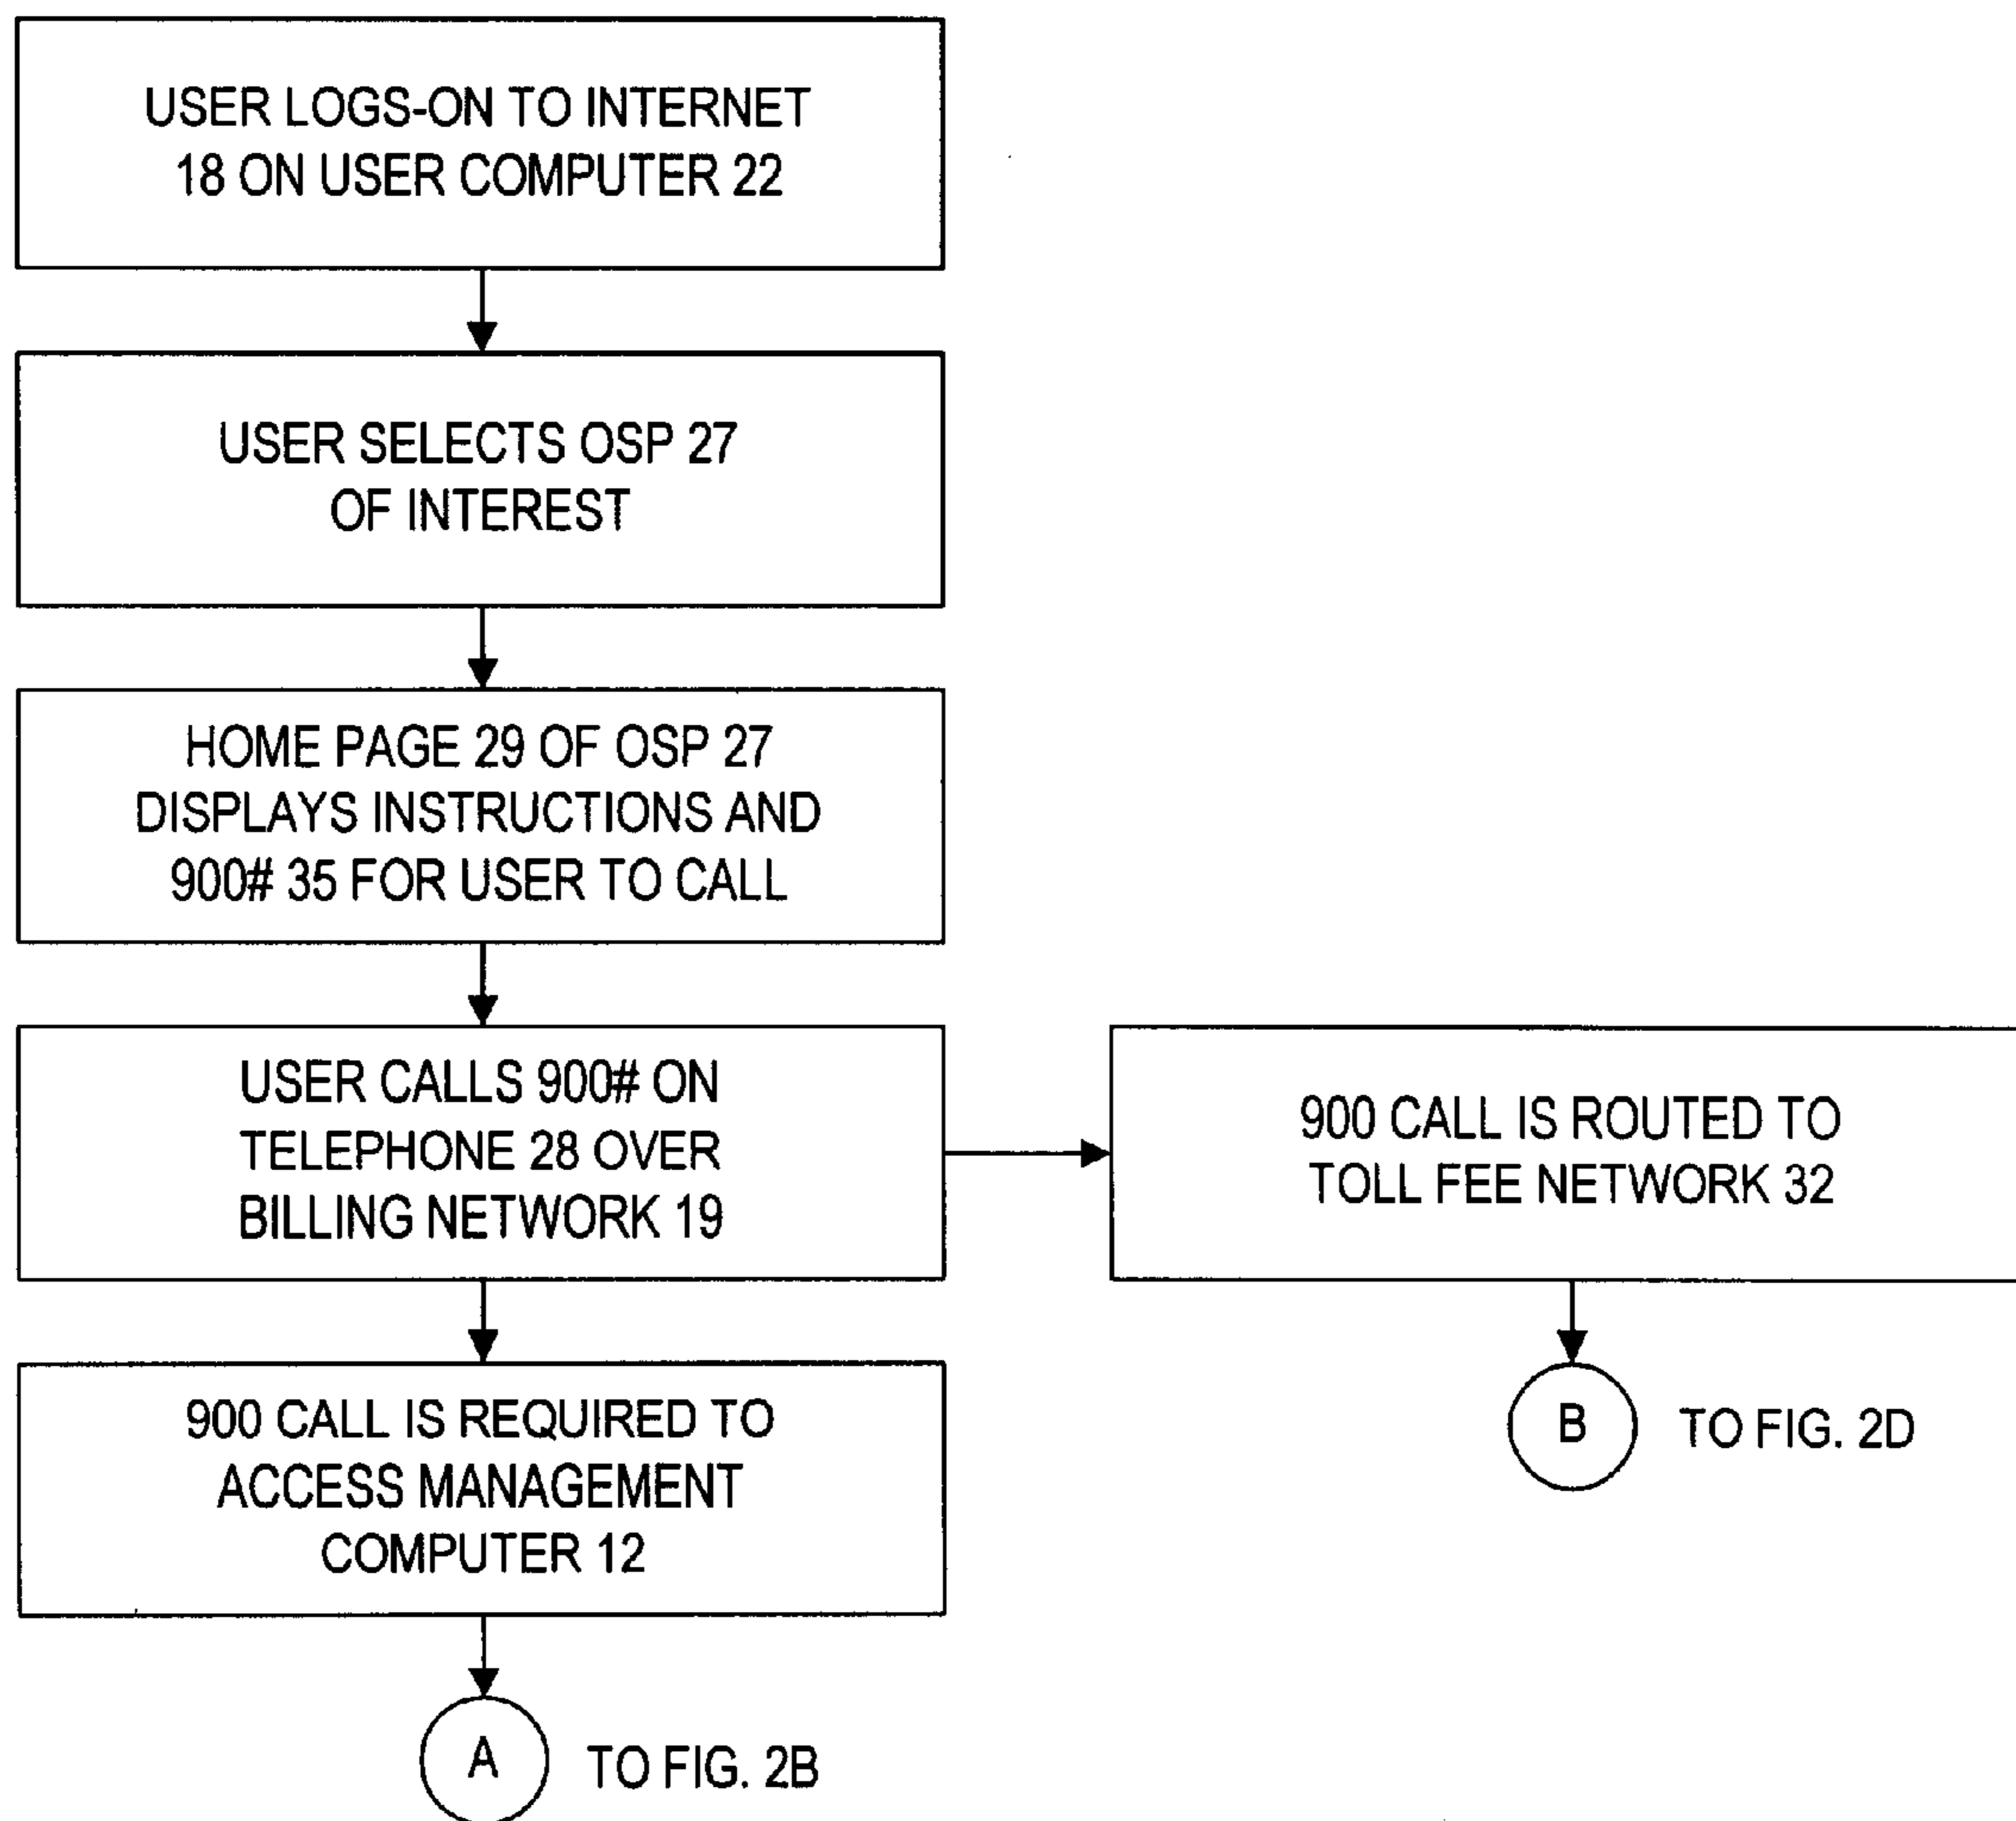 USER LOGS-ON TO INTERNET
18 ON USER COMPUTER 22
USER SELECTS OSP 27
OF INTEREST
HOME PAGE 29 OF OSP 27
DISPLAYS INSTRUCTIONS AND
900# 35 FOR USER TO CALL
USER CALLS 900# ON
TELEPHONE 28 OVER
BILLING NETWORK 19
900 CALL IS ROUTED TO
TOLL FEE NETWORK 32
900 CALL IS REQUIRED TO
ACCESS MANAGEMENT
COMPUTER 12
B TO FIG. 2D
A TO FIG. 2B